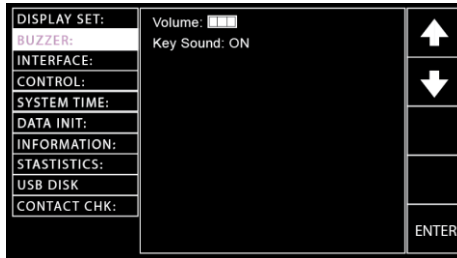 DISPLAY SET:
BUZZER:
INTERFACE:
CONTROL:
SYSTEM TIME:
DATA INIT:
INFORMATION:
STASTISTICS:
USB DISK
CONTACT CHK:
Volume:
Key Sound: ON
ENTER